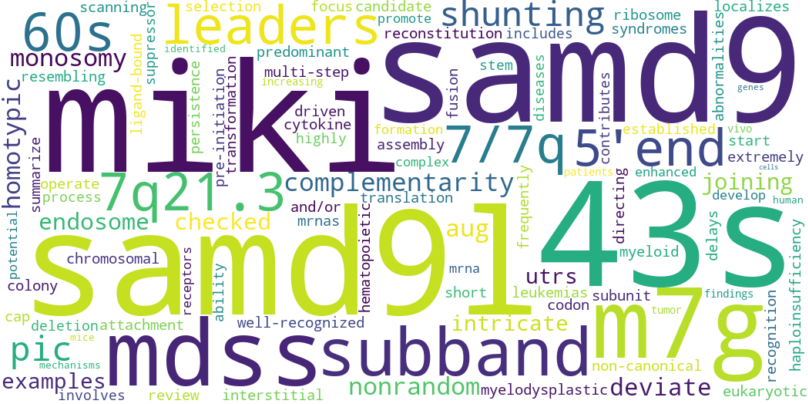 scanning selection focus candidate localizes
60s suppressor leaders promote shunting ribosome syndromes
reconstitution includes
monosomy ligand-bound predominant samd9 abnormalities
resembling miki multi-step identified increasing fusion stem diseases genes
persistence transformation driven cytokine formation contributes established vivo
homotypic pre-initiation highly assembly 7/7q 5'end start
summarize complex extremely
operate 7q21.3 complementarity enhanced cells
process translation patients joining
and/or directing develop human
endosome checked mrnas aug frequently 43s delays
potential chromosomal receptors ability hematopoietic samd9l mrna myeloid
utrs haploinsufficiency
colony short leukemias subunit findings
cap codon m7g tumor recognition
deletion attachment well-recognized intricate
pic mdss subband non-canonical
mice mechanisms
examples nonrandom myelodysplastic deviate
involves review interstitial eukaryotic